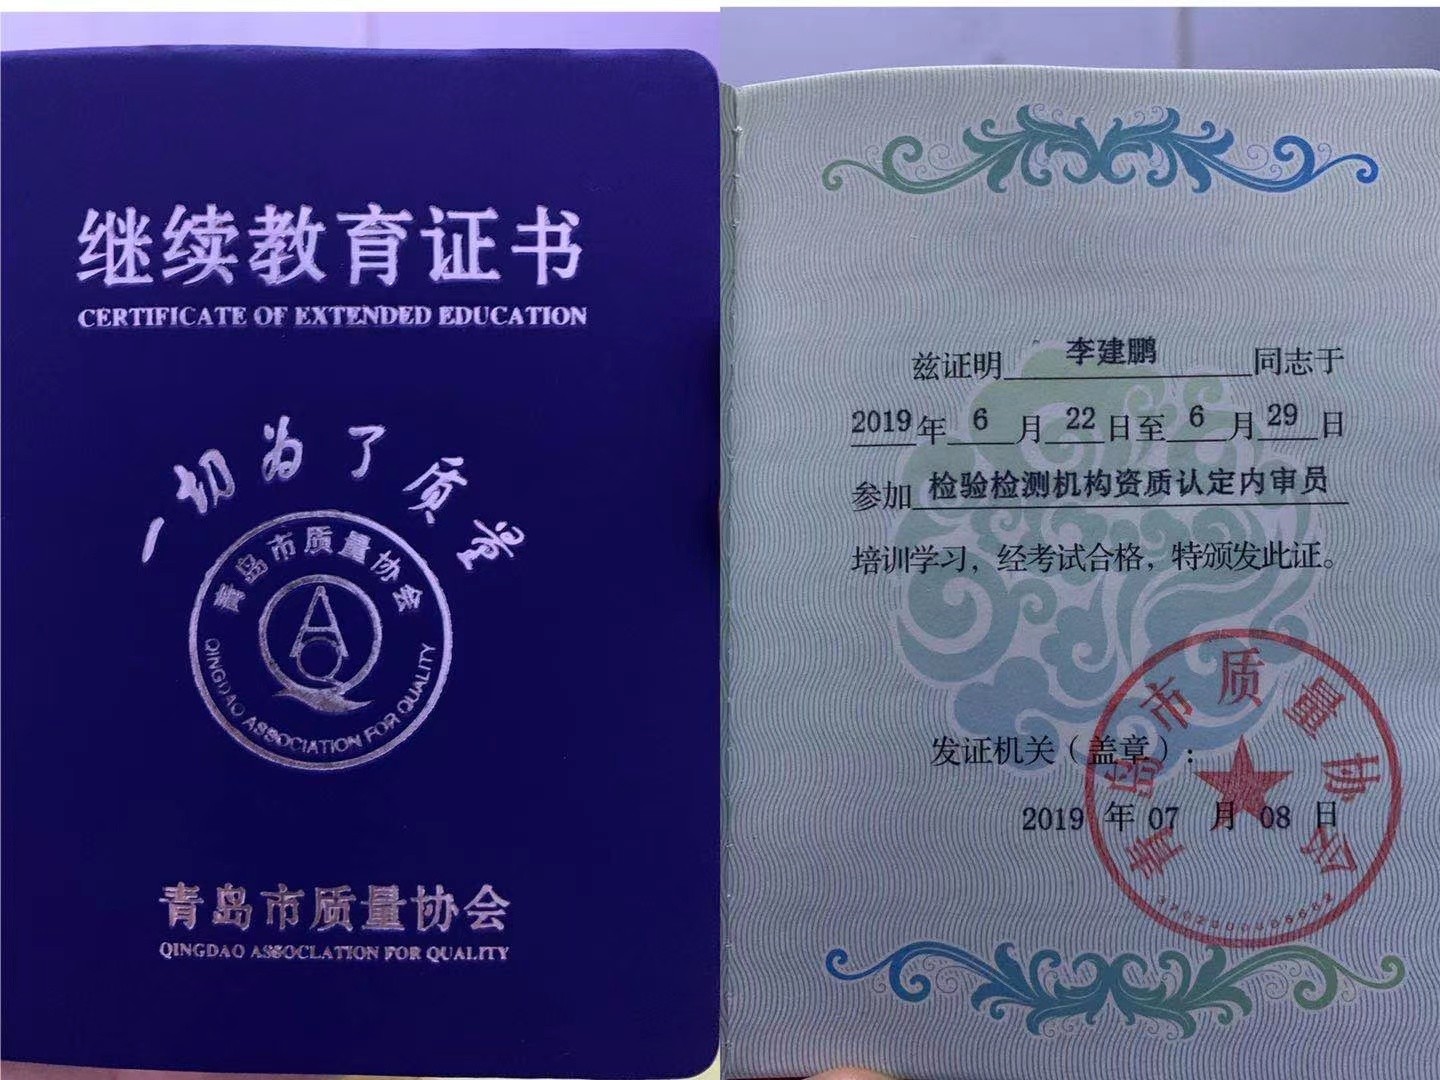 继续教育证书
CERTIFICATE OF EXTENDED EDUCATION
一切为了质量
青岛市质量协会
QINGDAO ASSOCIATION FOR QUALITY
青岛市质量协会
QINGDAO ASSOCLATION FOR QUALITY
兹证明 李建鹏 同志于
2019年 6 月 22 日至 6 月 29 日
参加 检验检测机构资质认定内审员
培训学习，经考试合格，特颁发此证。
发证机关（盖章）：
2019 年 07 月 08 日
青岛市质量协会